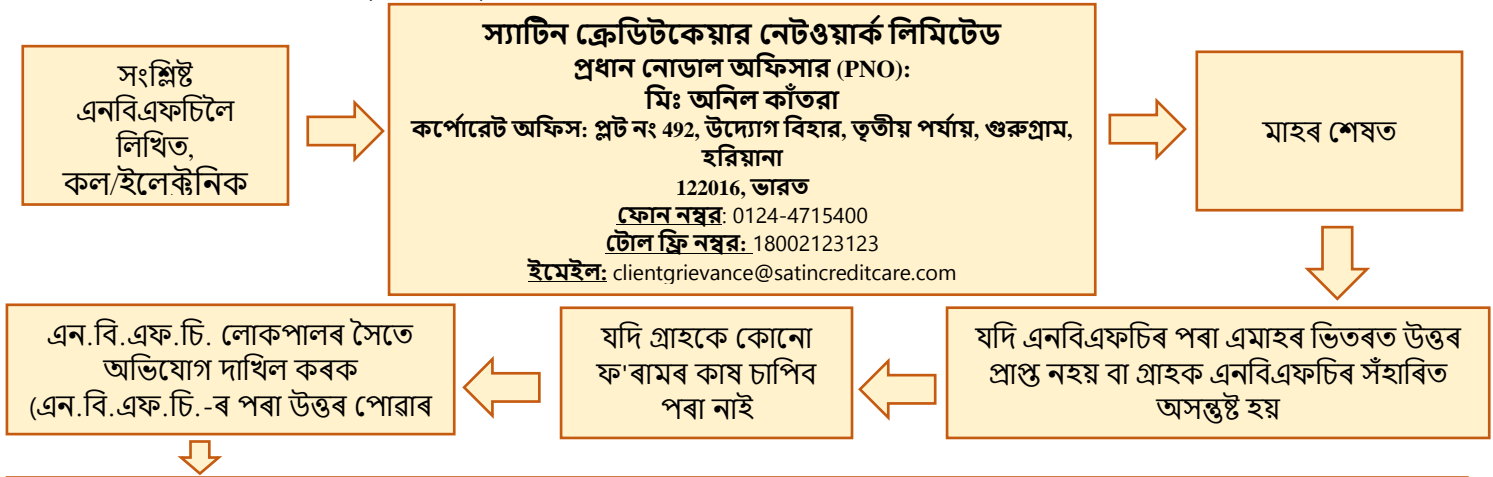 সংশ্লিষ্ট
এনবিএফচিলৈ
লিখিত,
কল/ইলেক্ট্ৰনিক
স্যাটিন ক্রেডিটকেয়ার নেটওয়ার্ক লিমিটেড
প্রধান নোডাল অফিসার (PNO):
মিঃ অনিল কাঁতরা
কর্পোরেট অফিস: প্লট নং 492, উদ্যোগ বিহার, তৃতীয় পর্যায়, গুরুগ্রাম,
হরিয়ানা
122016, ভারত
ফোন নম্বর: 0124-4715400
টোল ফ্রি নম্বর: 18002123123
ইমেইল: clientgrievance@satincreditcare.com
মাহৰ শেষত
এন.বি.এফ.চি. লোকপালৰ সৈতে
অভিযোগ দাখিল কৰক
(এন.বি.এফ.চি.-ৰ পৰা উত্তৰ পোৱাৰ
যদি গ্ৰাহকে কোনো
ফ'ৰামৰ কাষ চাপিব
পৰা নাই
যদি এনবিএফচিৰ পৰা এমাহৰ ভিতৰত উত্তৰ
প্ৰাপ্ত নহয় বা গ্ৰাহক এনবিএফচিৰ সঁহাৰিত
অসন্তুষ্ট হয়